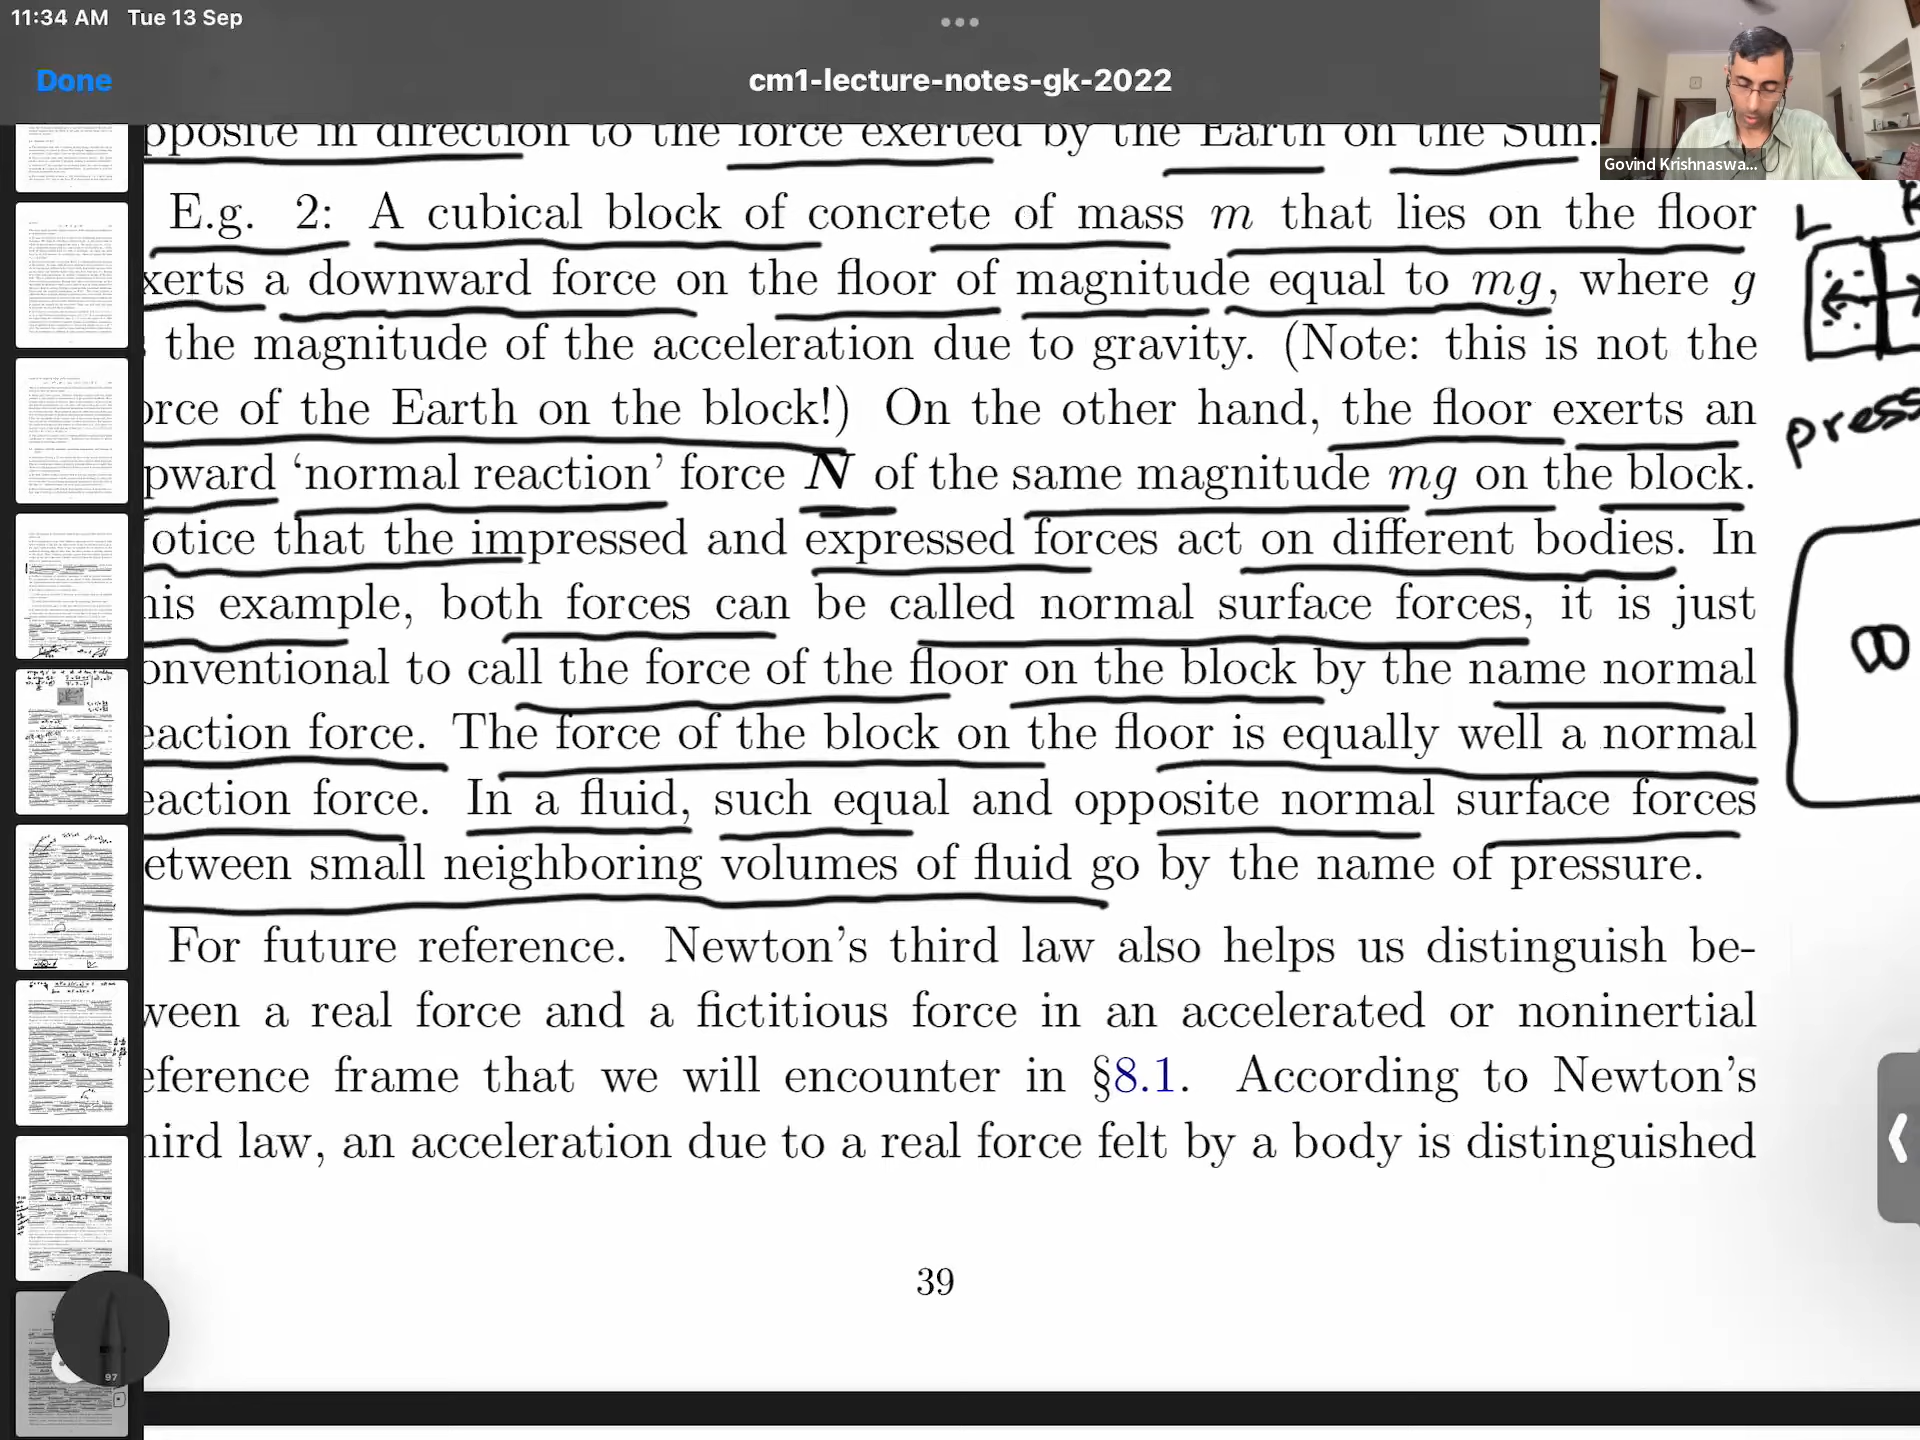 11:34 AM Tue 13 Sep
Done
cm1-lecture-notes-gk-2022
Govind Krishnaswa...
pposite in direction to the force exerted by the Earth on the Sun.
E.g. 2: A cubical block of concrete of mass m that lies on the floor
xerts a downward force on the floor of magnitude equal to mg, where g
the magnitude of the acceleration due to gravity. (Note: this is not the
orce of the Earth on the block!) On the other hand, the floor exerts an
pward ‘normal reaction’ force N of the same magnitude mg on the block.
otice that the impressed and expressed forces act on different bodies. In
his example, both forces can be called normal surface forces, it is just
onventional to call the force of the floor on the block by the name normal
eaction force. The force of the block on the floor is equally well a normal
eaction force. In a fluid, such equal and opposite normal surface forces
etween small neighboring volumes of fluid go by the name of pressure.
For future reference. Newton’s third law also helps us distinguish be-
ween a real force and a fictitious force in an accelerated or noninertial
eference frame that we will encounter in §8.1. According to Newton’s
hird law, an acceleration due to a real force felt by a body is distinguished
39
L
press
97